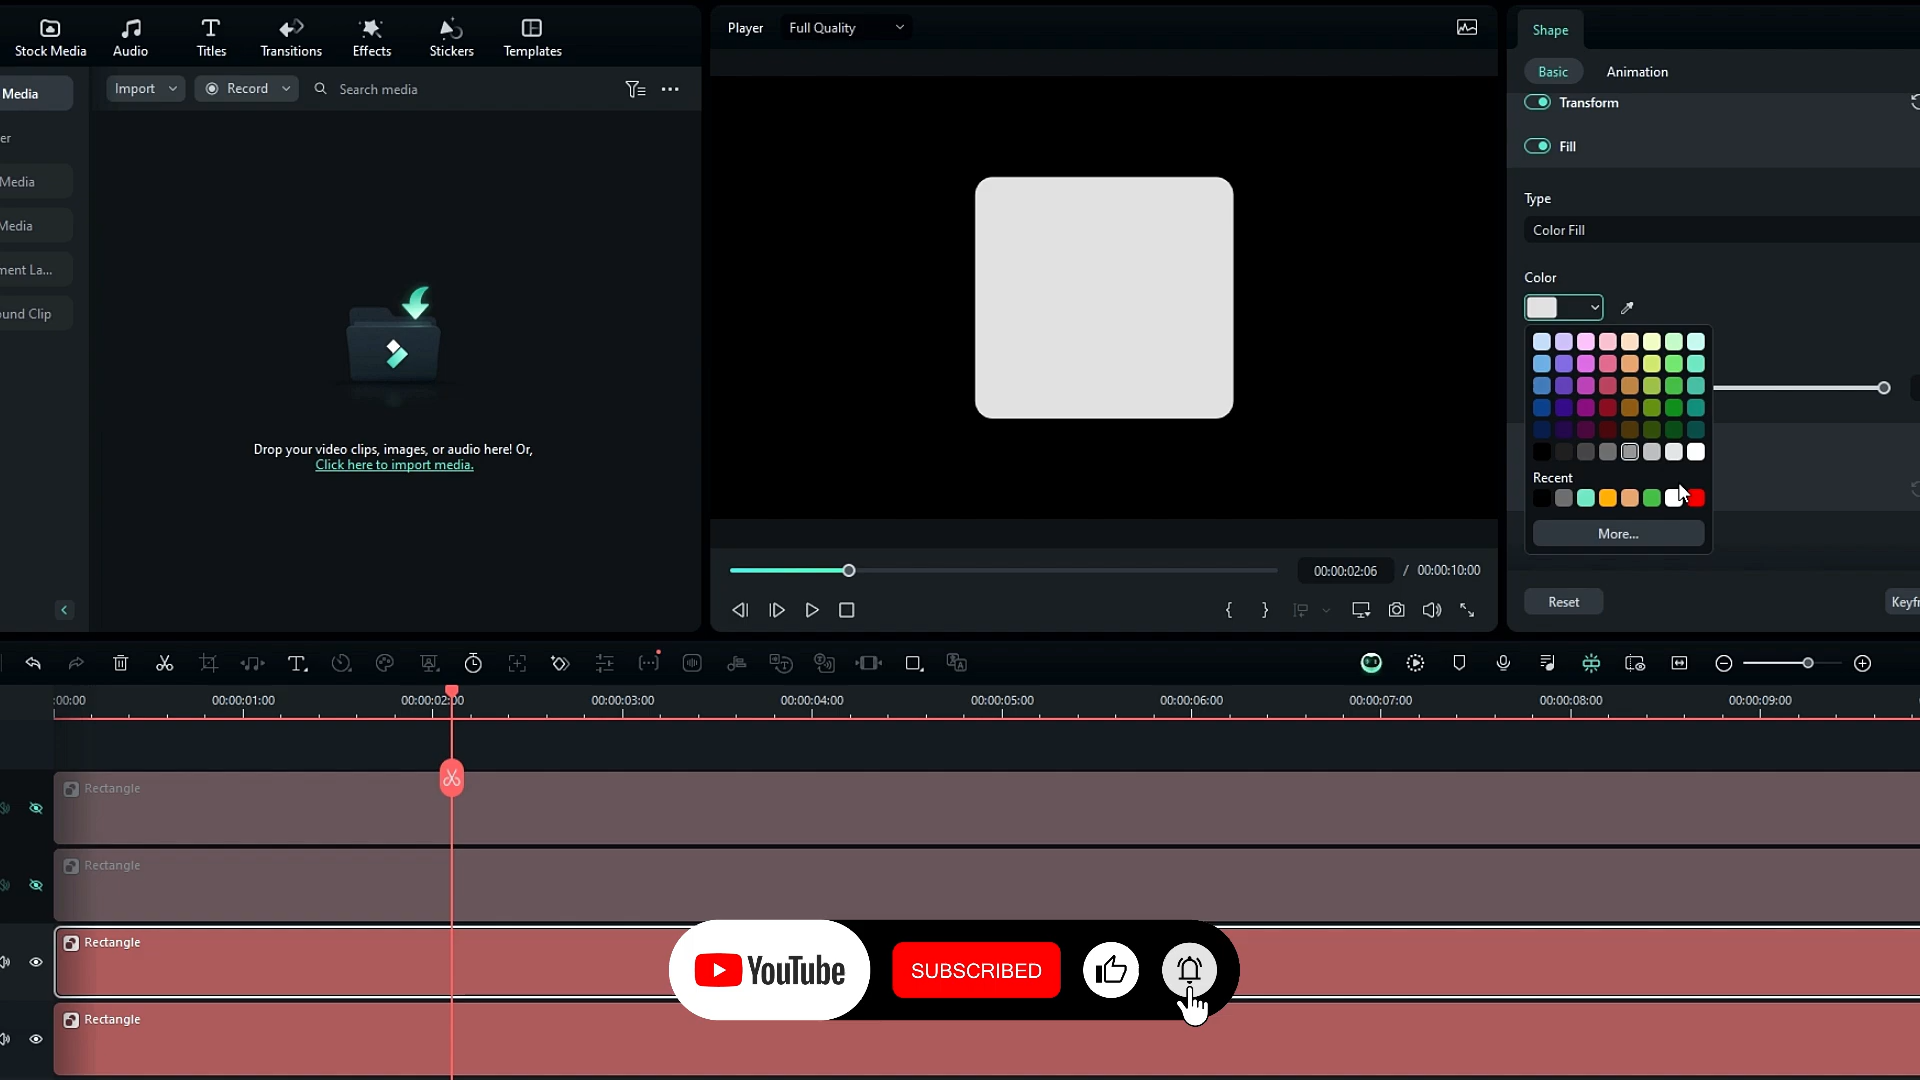 Stock Media
Audio
Titles
Transitions
Effects
Stickers
Templates
Media
er
Media
Media
ment La...
und Clip
Import
Record
Search media
Drop your video clips, images, or audio here! Or,
Click here to import media.
Player
Full Quality
00:00:02:06 / 00:00:10:00
Shape
Basic
Animation
Transform
Fill
Type
Color Fill
Color
Recent
More...
Reset
Keyfr
:00:00
00:00:01:00
00:00:02:00
00:00:03:00
00:00:04:00
00:00:05:00
00:00:06:00
00:00:07:00
00:00:08:00
00:00:09:00
Rectangle
Rectangle
Rectangle
Rectangle
YouTube
SUBSCRIBED